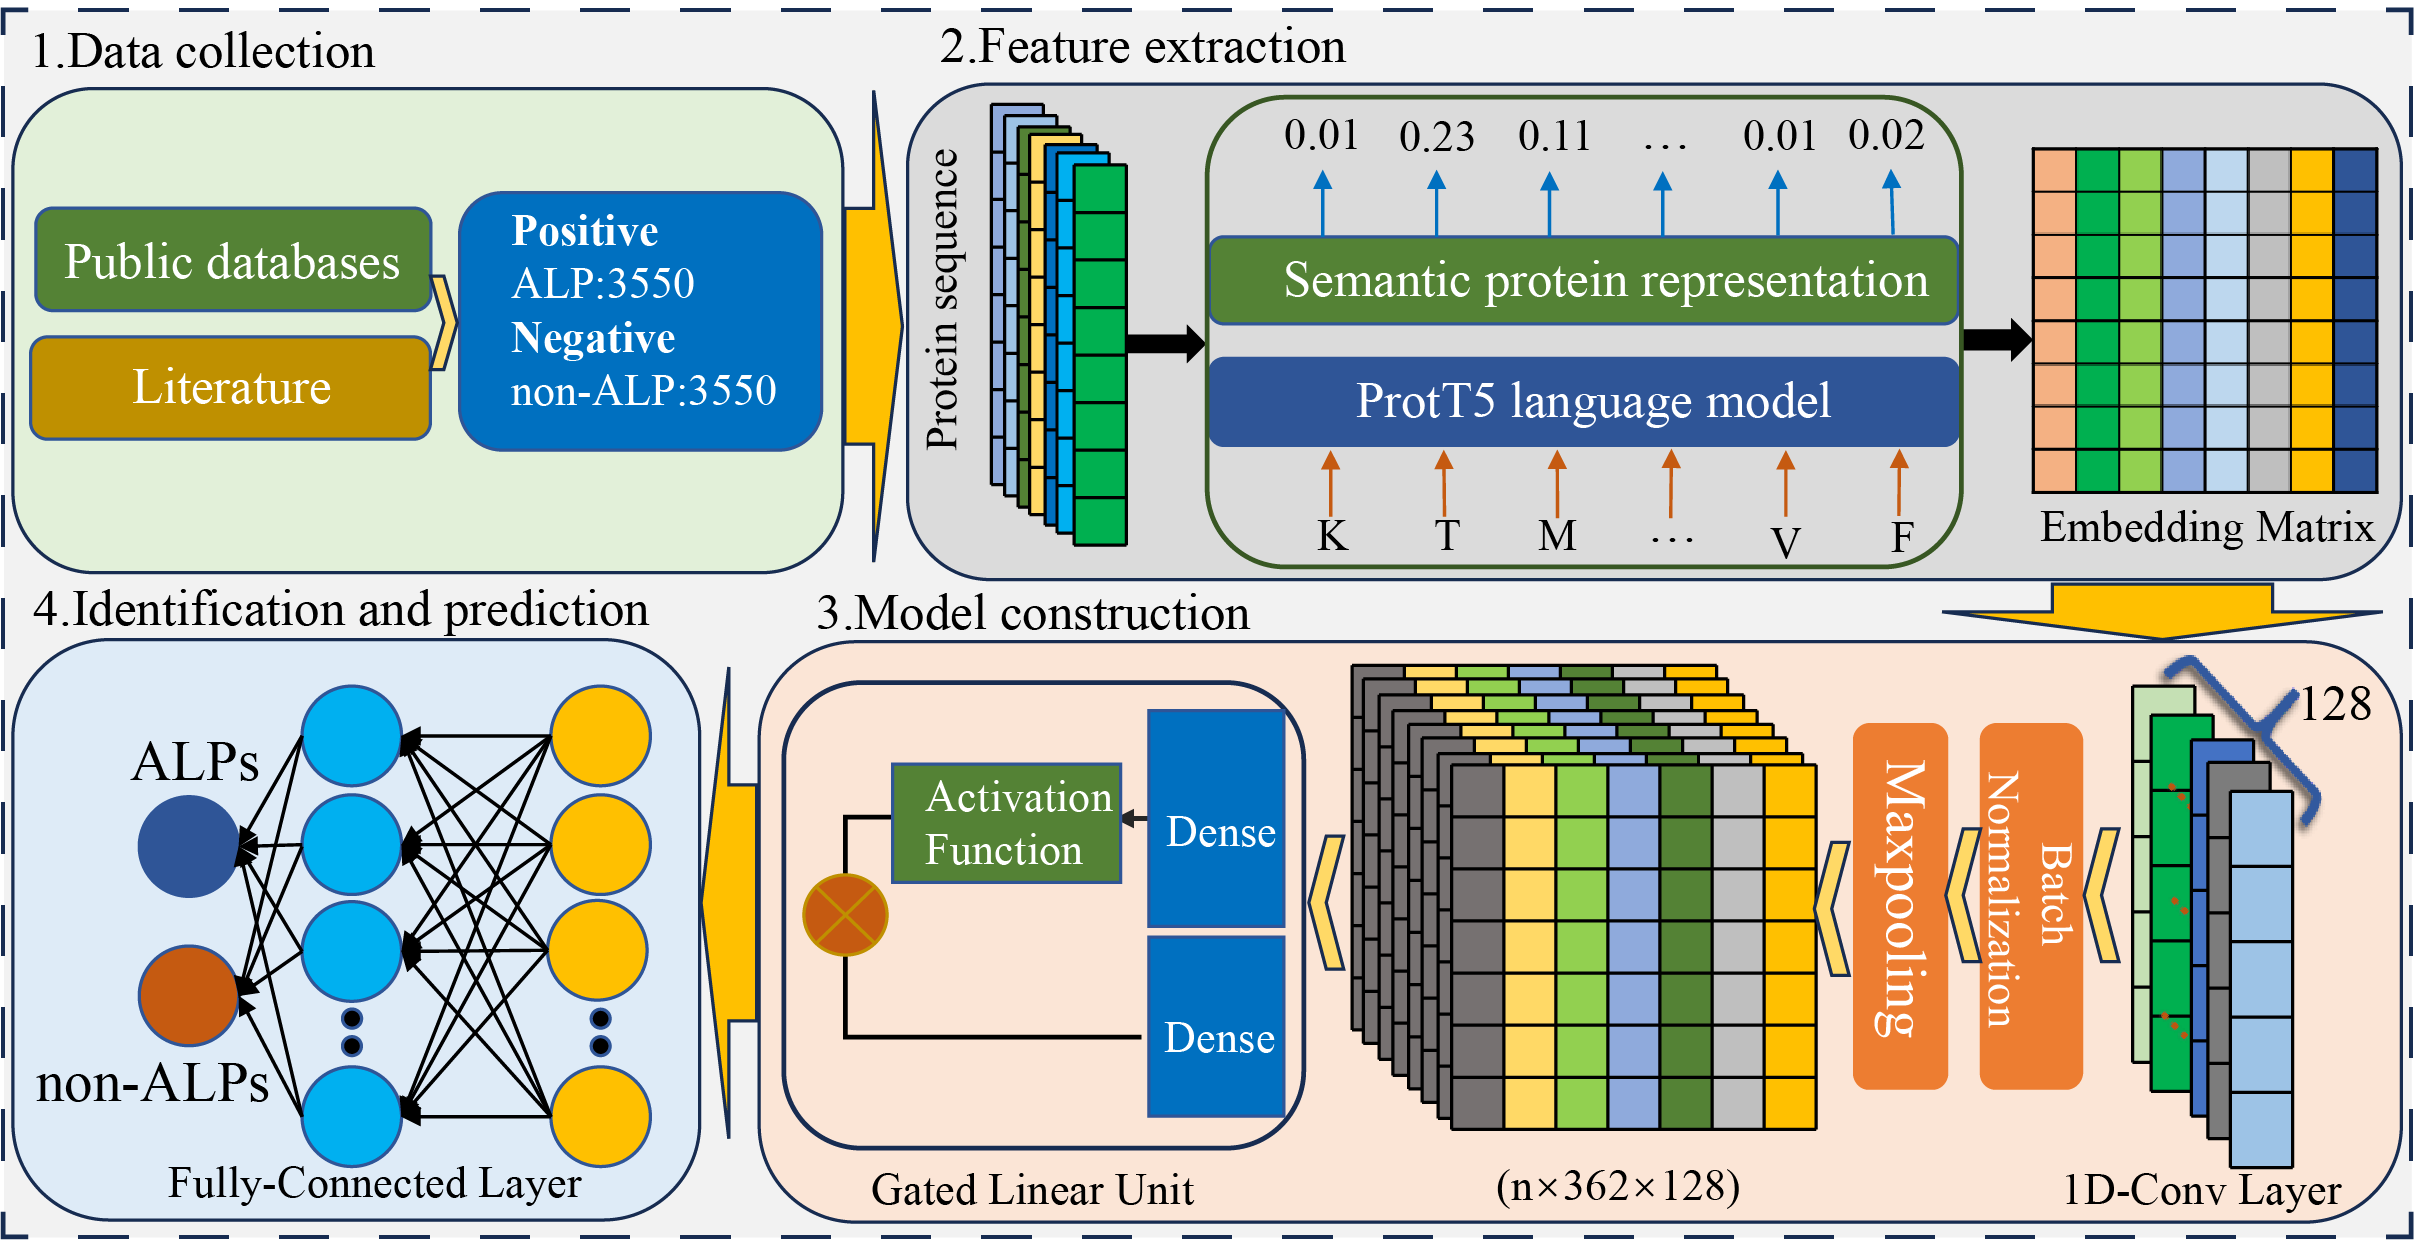 1.Data collection
Public databases
Literature
Positive
ALP:3550
Negative
non-ALP:3550
2.Feature extraction
Protein sequence
0.01 0.23 0.11 … 0.01 0.02
Semantic protein representation
ProtT5 language model
K T M … V F
Embedding Matrix
3.Model construction
128
1D-Conv Layer
Batch
Normalization
Maxpooling
(n×362×128)
Dense
Activation
Function
Dense
Gated Linear Unit
4.Identification and prediction
ALPs
non-ALPs
Fully-Connected Layer